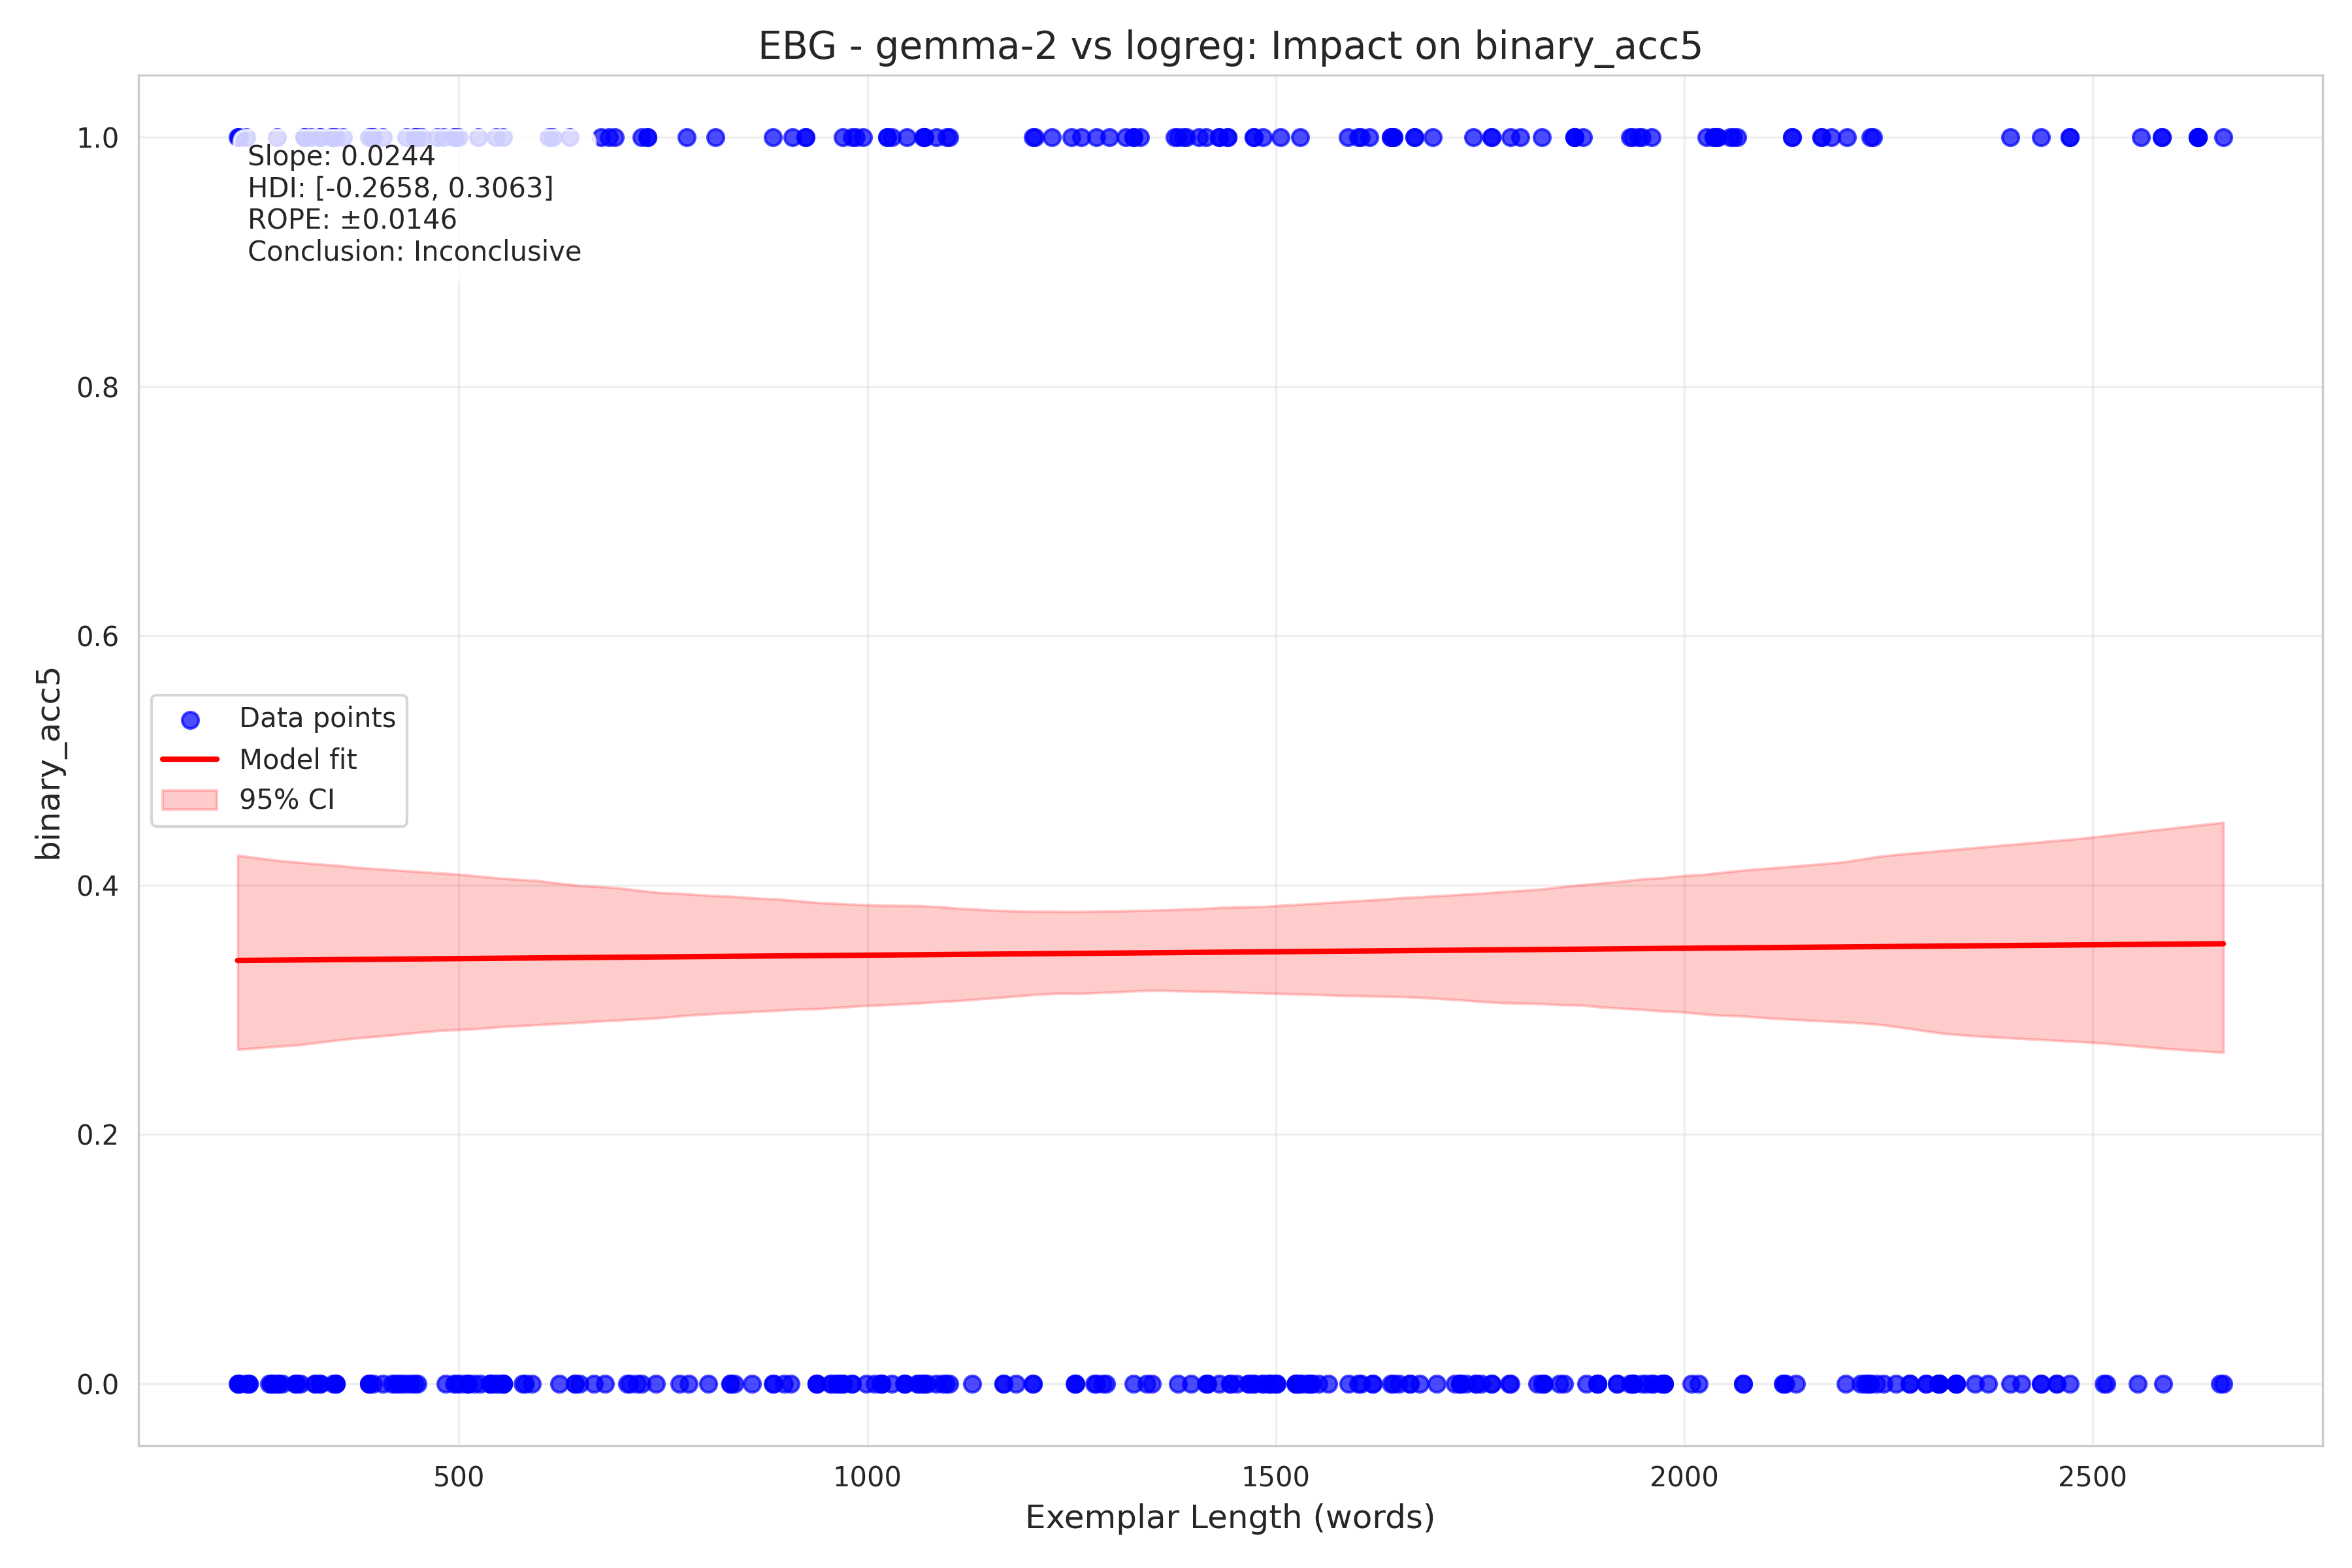 EBG - gemma-2 vs logreg: Impact on binary_acc5
1.0
0.8
0.6
0.4
0.2
0.0
binary_acc5
Slope: 0.0244
HDI: [-0.2658, 0.3063]
ROPE: ±0.0146
Conclusion: Inconclusive
Data points
Model fit
95% CI
500
1000
1500
2000
2500
Exemplar Length (words)